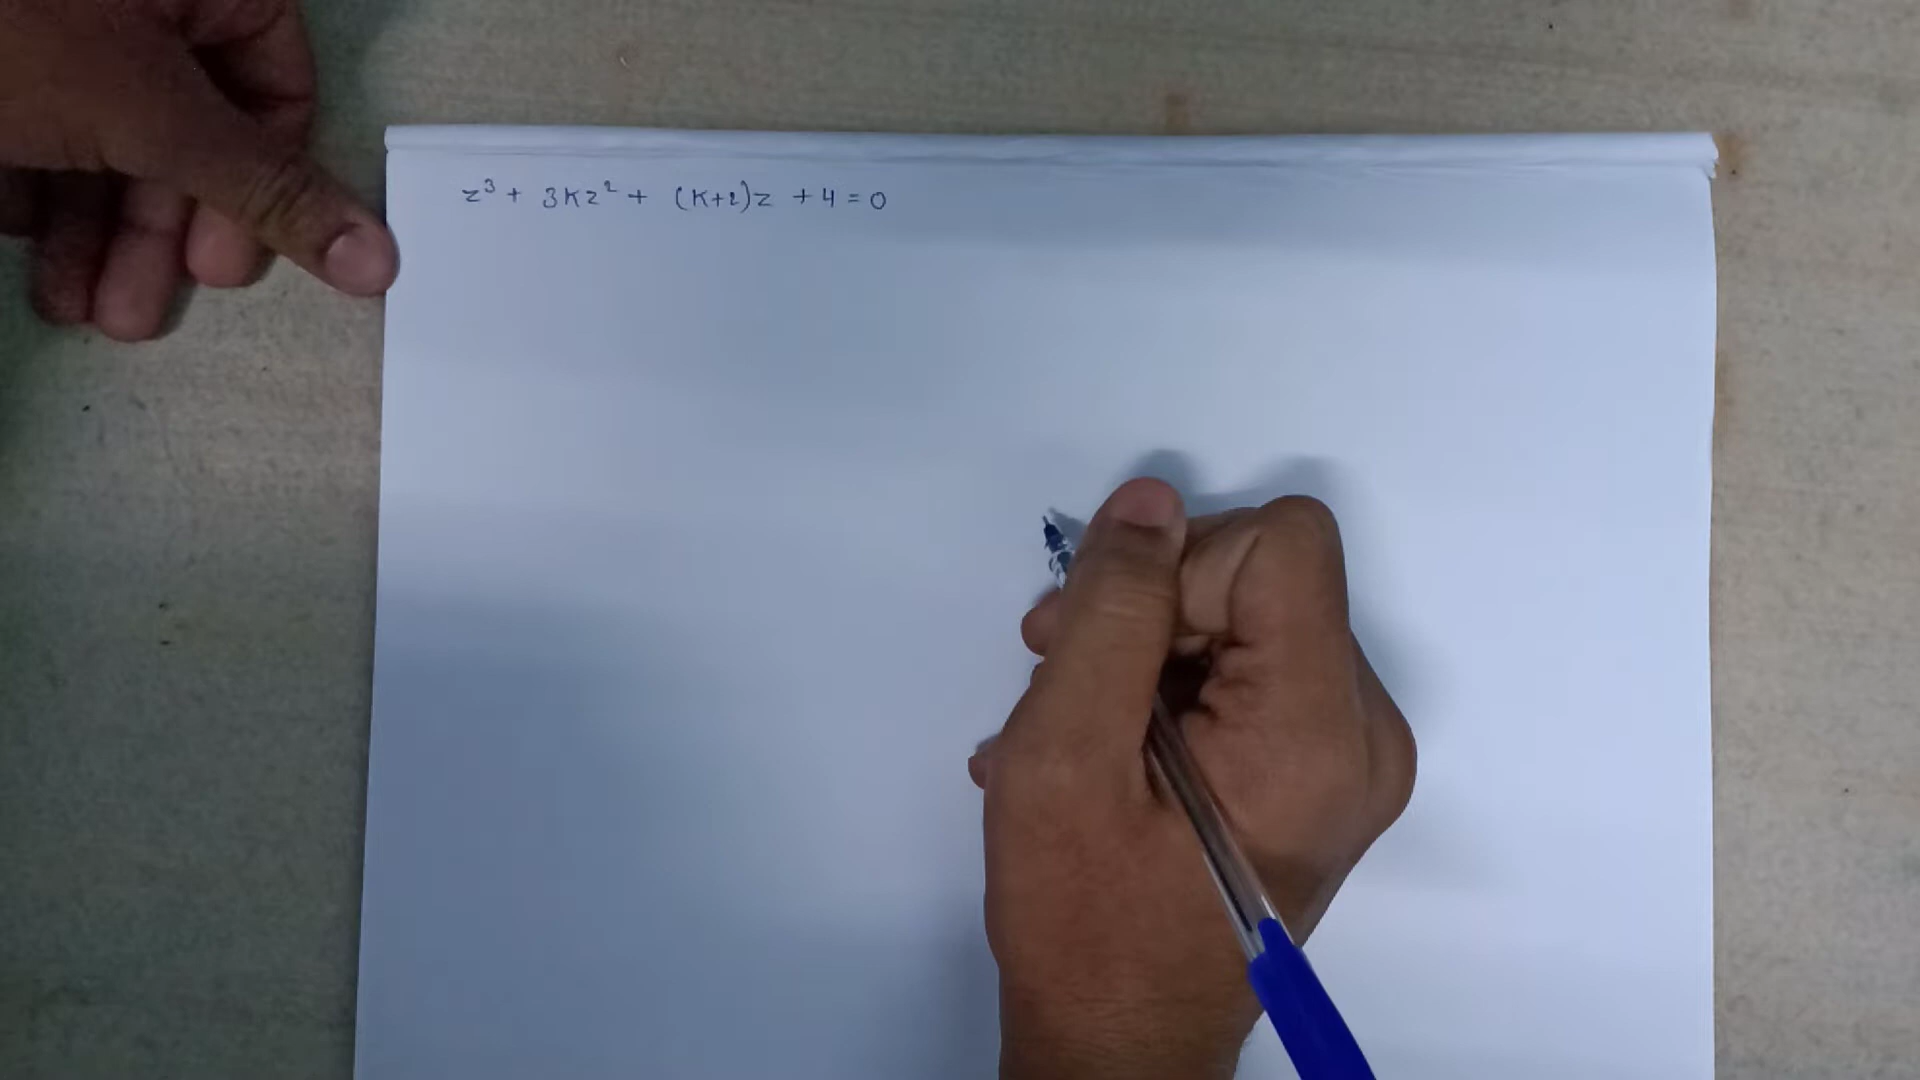 z³ + 3Kz² + (K+2)z + 4 = 0